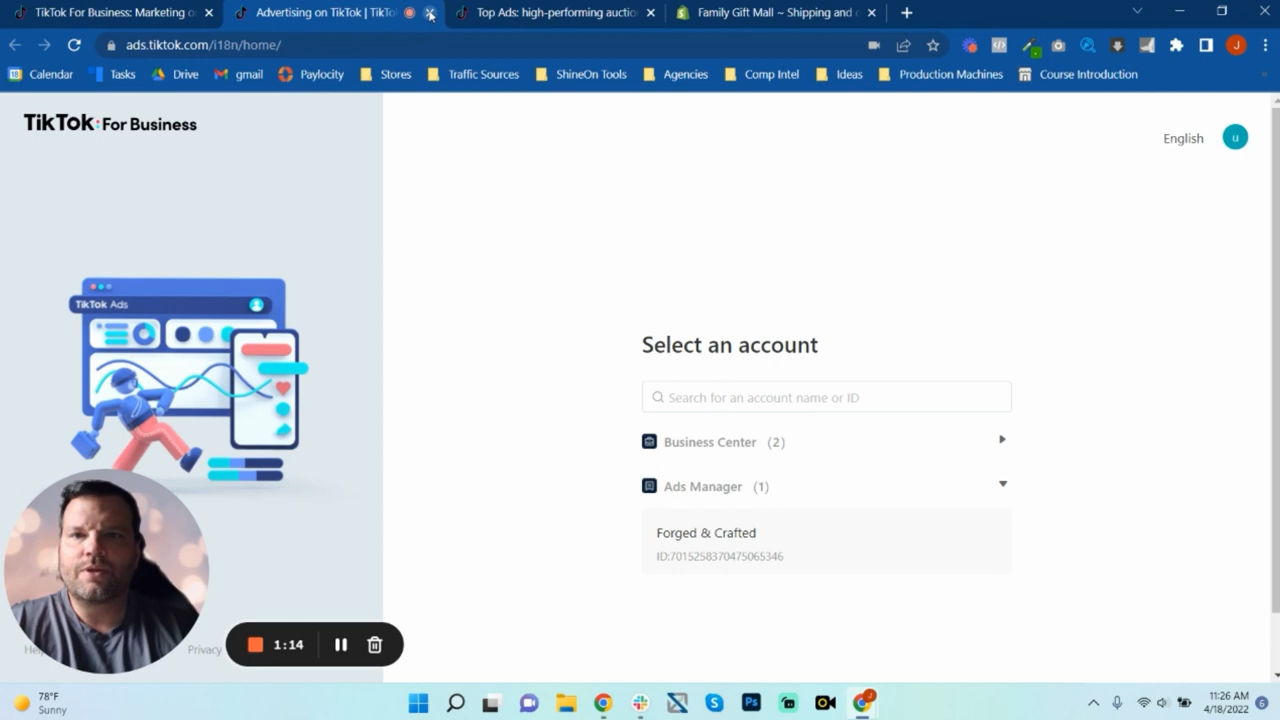 TikTok For Business: Marketing o
Advertising on TikTok | TikTo
Top Ads: high-performing auctio
Family Gift Mall ~ Shipping and
ads.tiktok.com/i18n/home/
J
Calendar
Tasks
Drive
gmail
Paylocity
Stores
Traffic Sources
ShineOn Tools
Agencies
Comp Intel
Ideas
Production Machines
Course Introduction
TikTok: For Business
English
u
TikTok Ads
Select an account
Search for an account name or ID
Business Center (2)
Ads Manager (1)
Forged & Crafted
ID:7015258370475065346
Privacy
1:14
78°F
Sunny
31
Ps
J
11:26 AM
4/18/2022
6